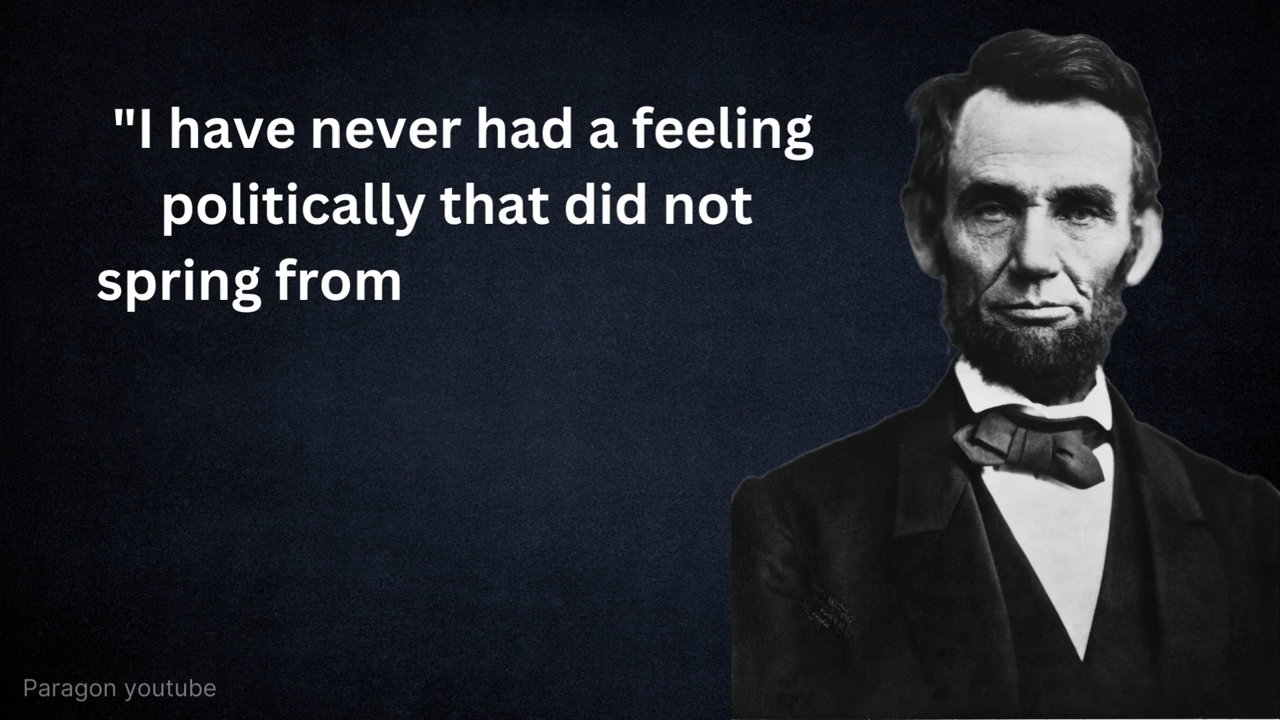 "I have never had a feeling
politically that did not
spring from
Paragon youtube